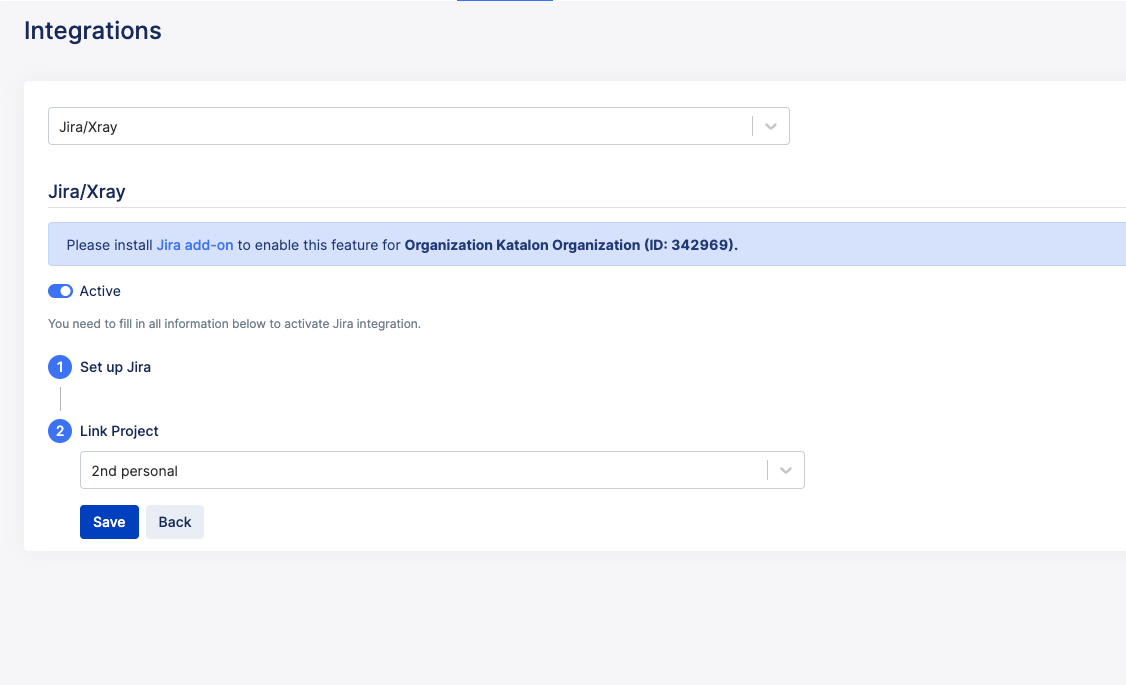 Integrations
Jira/Xray
Jira/Xray
Please install Jira add-on to enable this feature for Organization Katalon Organization (ID: 342969).
Active
You need to fill in all information below to activate Jira integration.
1 Set up Jira
2 Link Project
2nd personal
Save Back